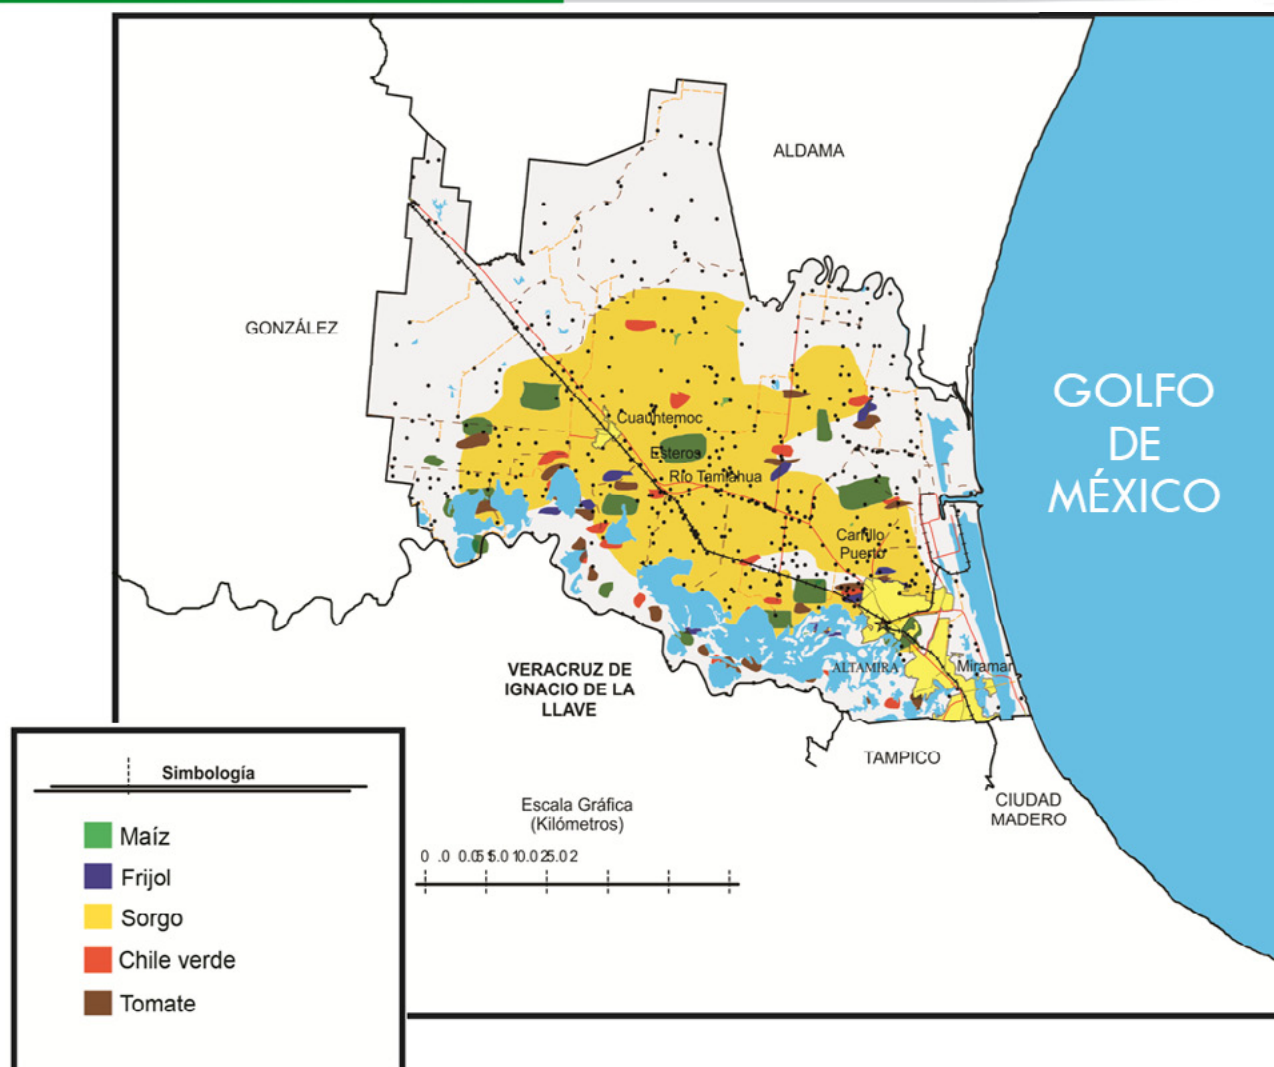 ALDAMA
GONZÁLEZ
GOLFO
DE
MÉXICO
Cuauhtemoc
Esteros
Río Tamiahua
Carrillo
Puerto
ALTAMIRA
Miramar
VERACRUZ DE
IGNACIO DE LA
LLAVE
TAMPICO
CIUDAD
MADERO
Simbología
Maíz
Frijol
Sorgo
Chile verde
Tomate
Escala Gráfica
(Kilómetros)